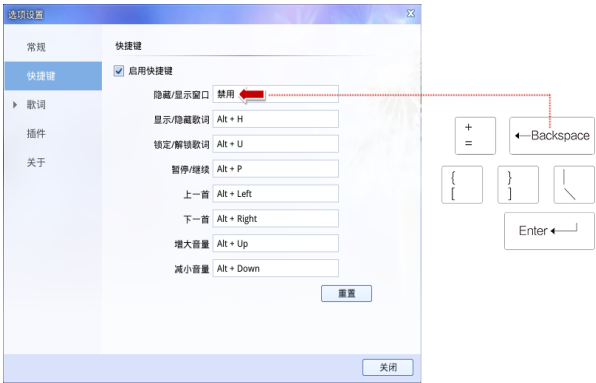 选项设置
x
常规
快捷键
歌词
插件
关于
快捷键
启用快捷键
隐藏/显示窗口 禁用
显示/隐藏歌词 Alt + H
锁定/解锁歌词 Alt + U
暂停/继续 Alt + P
上一首 Alt + Left
下一首 Alt + Right
增大音量 Alt + Up
减小音量 Alt + Down
重置
关闭
+
=
←Backspace
{
[
}
]
|
\
Enter